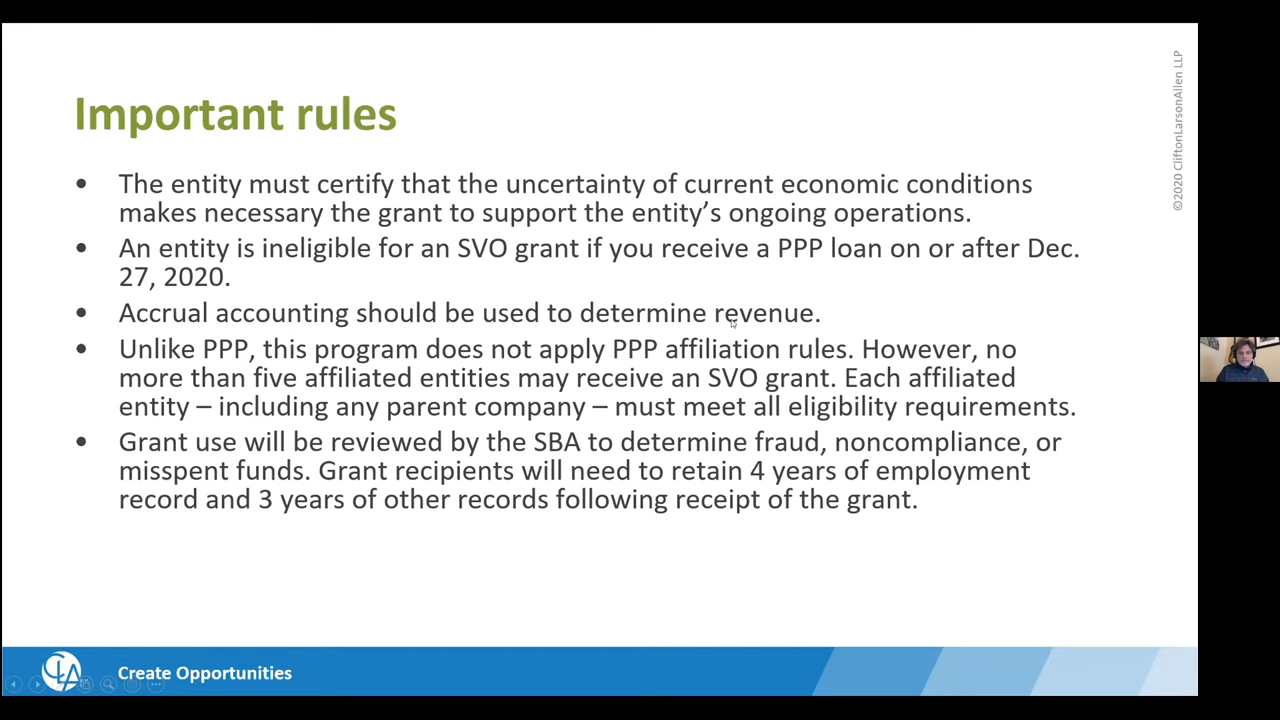 ©2020 CliftonLarsonAllen LLP
Important rules
• The entity must certify that the uncertainty of current economic conditions
makes necessary the grant to support the entity’s ongoing operations.
• An entity is ineligible for an SVO grant if you receive a PPP loan on or after Dec.
27, 2020.
• Accrual accounting should be used to determine revenue.
• Unlike PPP, this program does not apply PPP affiliation rules. However, no
more than five affiliated entities may receive an SVO grant. Each affiliated
entity – including any parent company – must meet all eligibility requirements.
• Grant use will be reviewed by the SBA to determine fraud, noncompliance, or
misspent funds. Grant recipients will need to retain 4 years of employment
record and 3 years of other records following receipt of the grant.
CLA
Create Opportunities